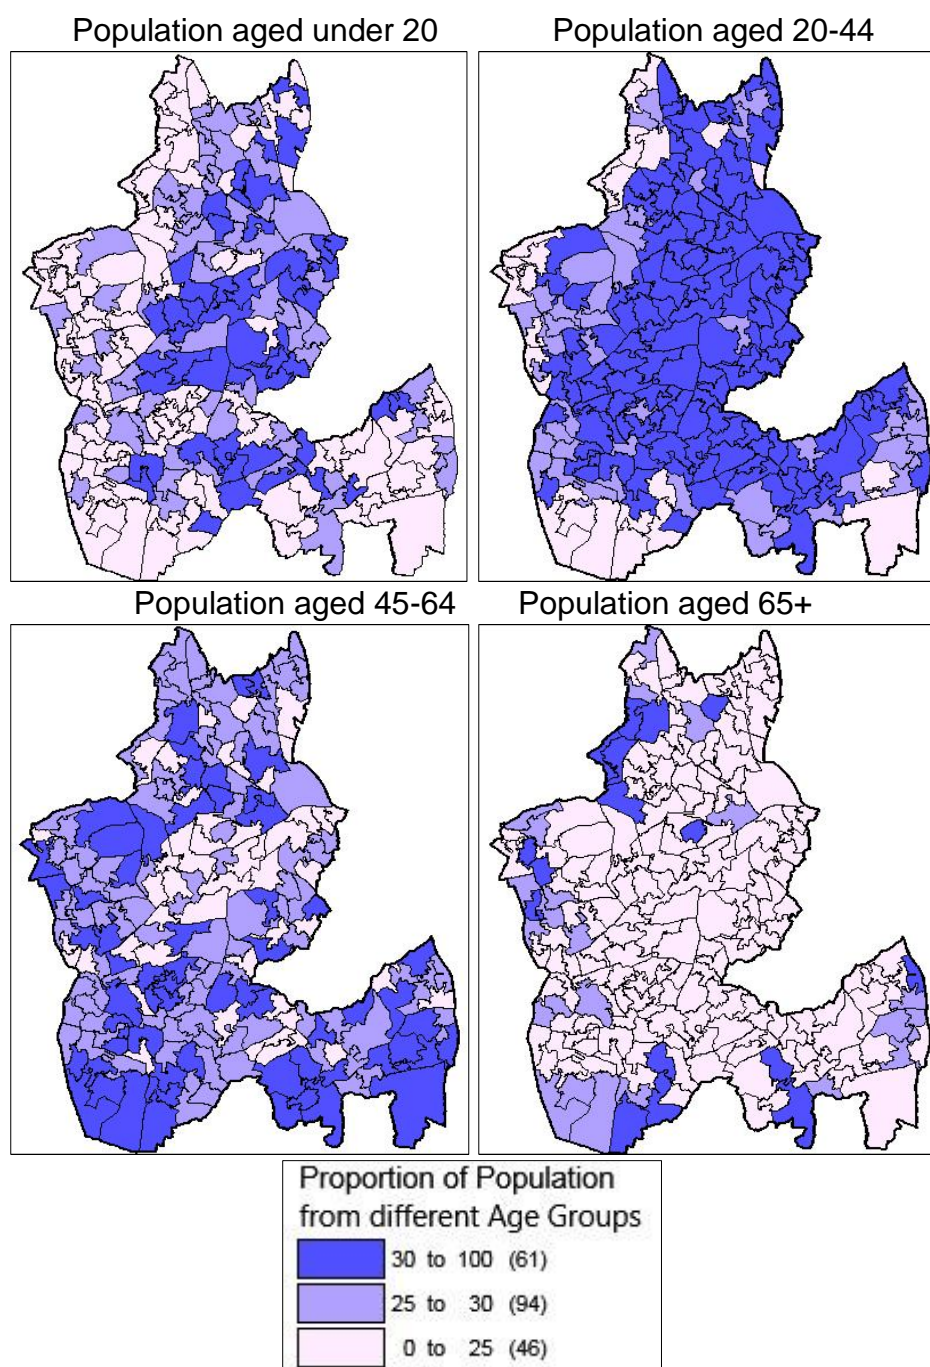 Population aged under 20
Population aged 20-44
Population aged 45-64
Population aged 65+
Proportion of Population
from different Age Groups
30 to 100 (61)
25 to 30 (94)
0 to 25 (46)